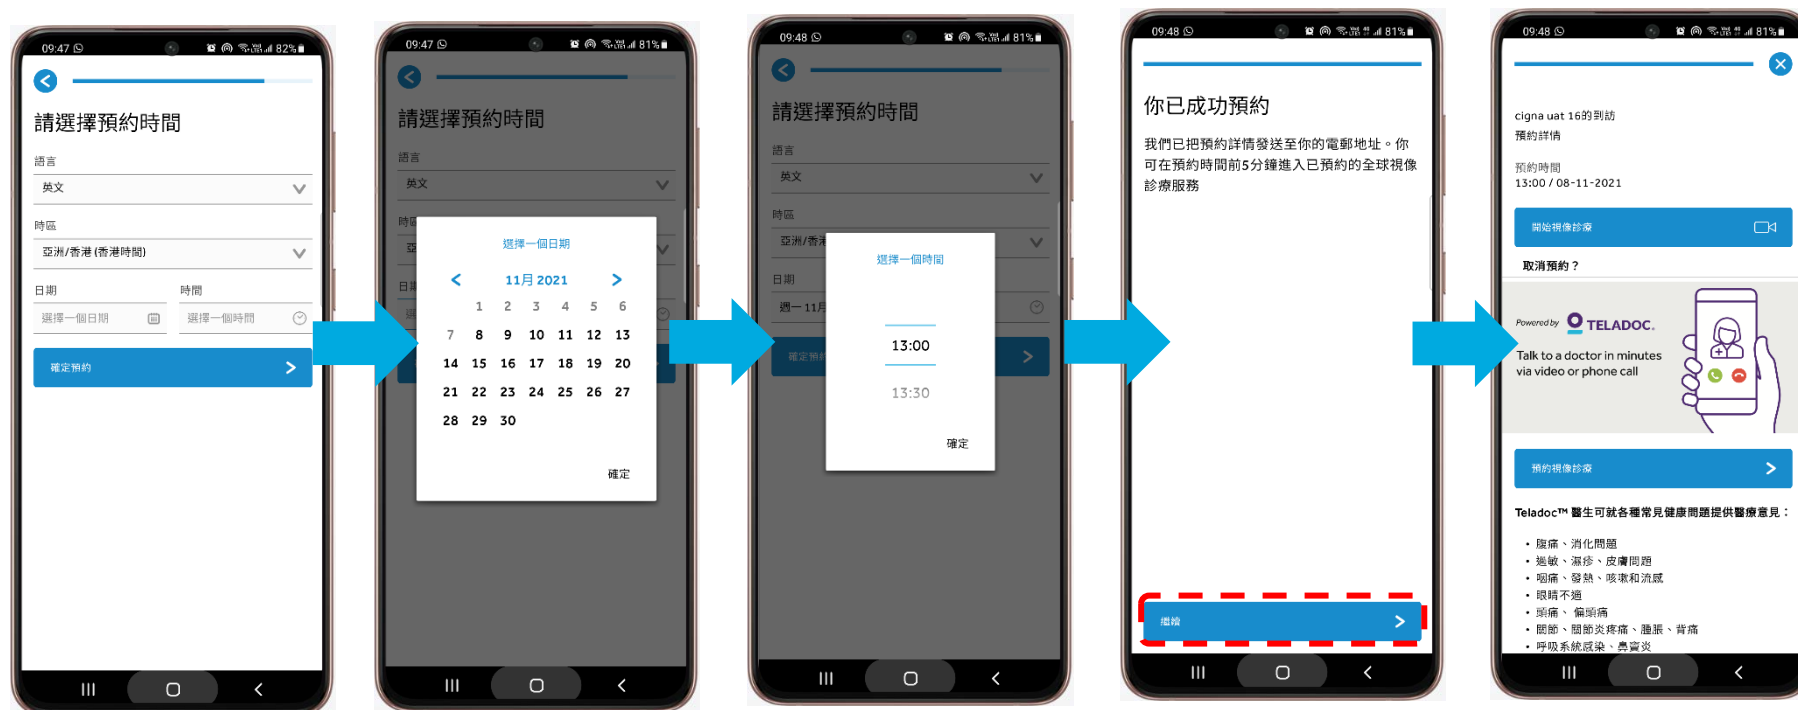 09:47
82%
請選擇預約時間
語言
英文
時區
亞洲/香港 (香港時間)
日期 時間
選擇一個日期 選擇一個時間
確定預約
09:47
81%
請選擇預約時間
語言
英文
時區
選擇一個日期
11月 2021
1 2 3 4 5 6
7 8 9 10 11 12 13
14 15 16 17 18 19 20
21 22 23 24 25 26 27
28 29 30
確定
09:48
81%
請選擇預約時間
語言
英文
時區
亞洲/香港
日期
週一 11月
確定預約
選擇一個時間
13:00
13:30
確定
09:48
81%
你已成功預約
我們已把預約詳情發送至你的電郵地址。你
可在預約時間前5分鐘進入已預約的全球視像
診療服務
繼續
09:48
81%
cigna uat 16的到訪
預約詳情
預約時間
13:00 / 08-11-2021
開始視像診療
取消預約？
Powered by TELADOC.
Talk to a doctor in minutes
via video or phone call
預約視像診療
Teladoc™ 醫生可就各種常見健康問題提供醫療意見：
• 腹痛、消化問題
• 過敏、濕疹、皮膚問題
• 咽痛、發熱、咳嗽和流感
• 眼睛不適
• 頭痛、偏頭痛
• 關節、關節炎疼痛、腫脹、背痛
• 呼吸系統感染、鼻竇炎